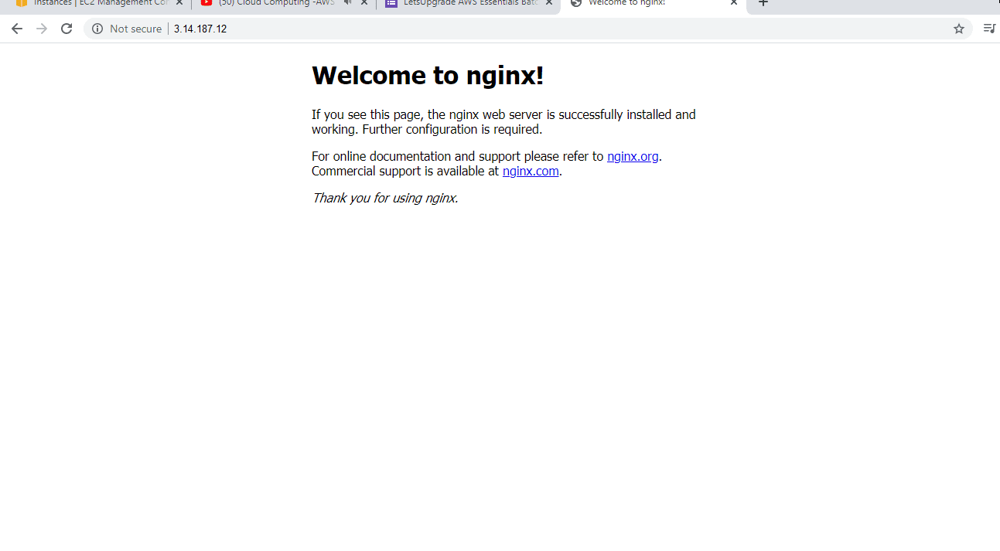 Instances | EC2 Management Con
(50) Cloud Computing -AWS
LetsUpgrade AWS Essentials Batc
Welcome to nginx!
Not secure | 3.14.187.12
Welcome to nginx!
If you see this page, the nginx web server is successfully installed and
working. Further configuration is required.
For online documentation and support please refer to nginx.org.
Commercial support is available at nginx.com.
Thank you for using nginx.